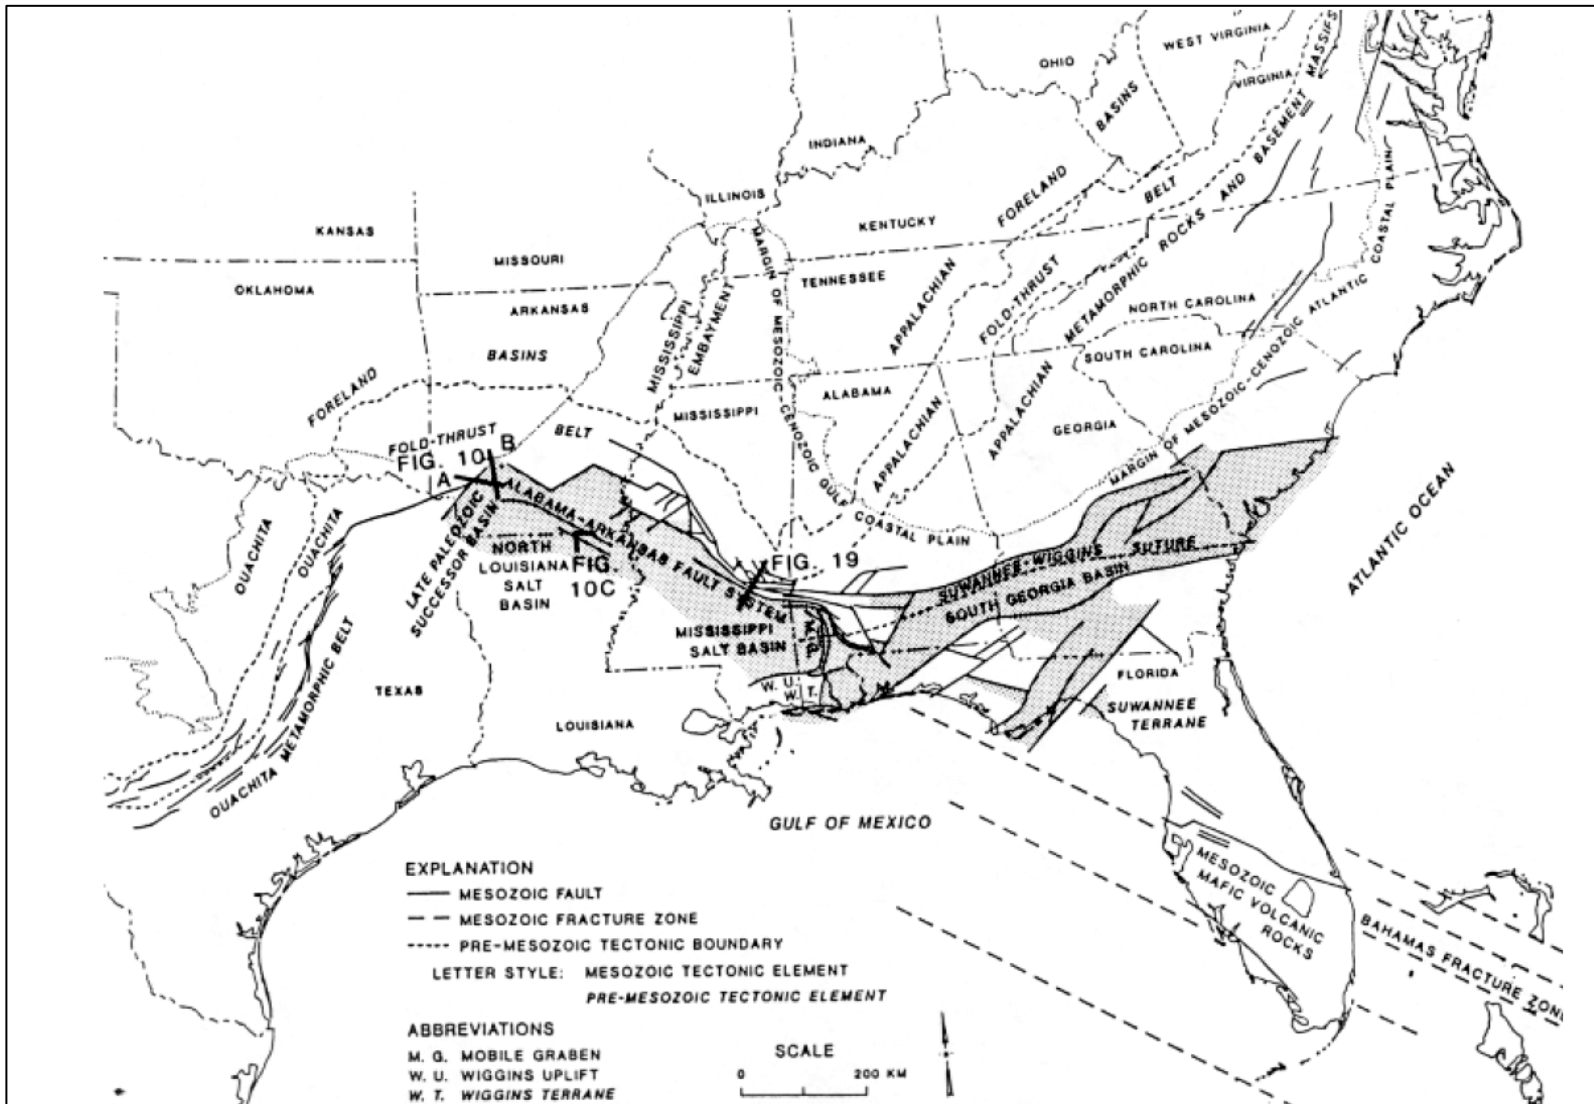 WEST VIRGINIA
OHIO
VIRGINIA
BASINS
MASSIFS
INDIANA
ILLINOIS
KENTUCKY
FORELAND
BELT
APPALACHIAN METAMORPHIC ROCKS AND BASEMENT
COASTAL PLAIN
KANSAS
MISSOURI
TENNESSEE
OKLAHOMA
ARKANSAS
MISSISSIPPI
EMBAYMENT
MARGIN OF MESOZOIC CENOZOIC GULF COASTAL PLAIN
APPALACHIAN
FOLD-THRUST
NORTH CAROLINA
SOUTH CAROLINA
BASINS
FORELAND
MISSISSIPPI
ALABAMA
APPALACHIAN
GEORGIA
MARGIN OF MESOZOIC CENOZOIC ATLANTIC
FOLD-THRUST
BELT
B
FIG. 10
A
ALABAMA-ARKANSAS FAULT SYSTEM
LATE PALEOZOIC
SUCCESSOR BASIN
OUACHITA
OUACHITA
NORTH
LOUISIANA
SALT
BASIN
FIG.
10C
FIG. 19
SUWANNEE-WIGGINS SUTURE
SOUTH GEORGIA BASIN
ATLANTIC OCEAN
MISSISSIPPI
SALT BASIN
M.G.
W. U.
W. T.
FLORIDA
SUWANNEE
TERRANE
OUACHITA METAMORPHIC BELT
TEXAS
LOUISIANA
GULF OF MEXICO
MESOZOIC
MAFIC VOLCANIC
ROCKS
BAHAMAS FRACTURE ZONE
EXPLANATION
MESOZOIC FAULT
MESOZOIC FRACTURE ZONE
PRE-MESOZOIC TECTONIC BOUNDARY
LETTER STYLE: MESOZOIC TECTONIC ELEMENT
PRE-MESOZOIC TECTONIC ELEMENT
ABBREVIATIONS
M. G. MOBILE GRABEN
W. U. WIGGINS UPLIFT
W. T. WIGGINS TERRANE
SCALE
0 200 KM